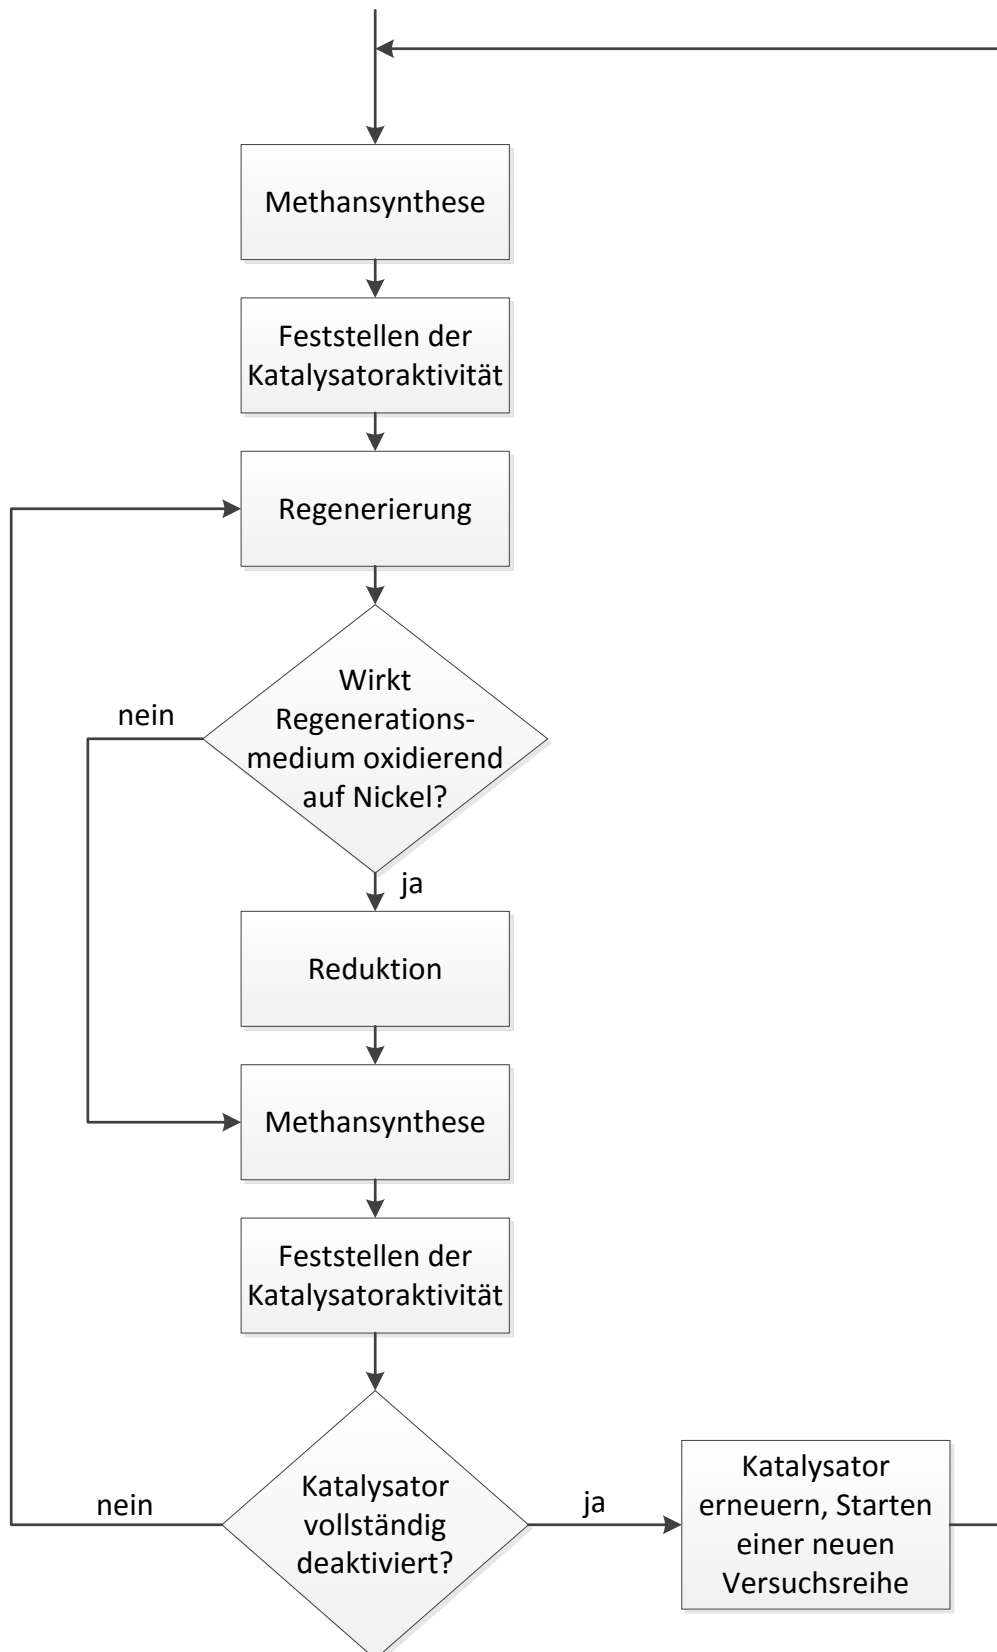 Methansynthese
Feststellen der
Katalysatoraktivität
Regenerierung
Wirkt
Regenerations-
medium oxidierend
auf Nickel?
nein
ja
Reduktion
Methansynthese
Feststellen der
Katalysatoraktivität
Katalysator
vollständig
deaktiviert?
nein
ja
Katalysator
erneuern, Starten
einer neuen
Versuchsreihe